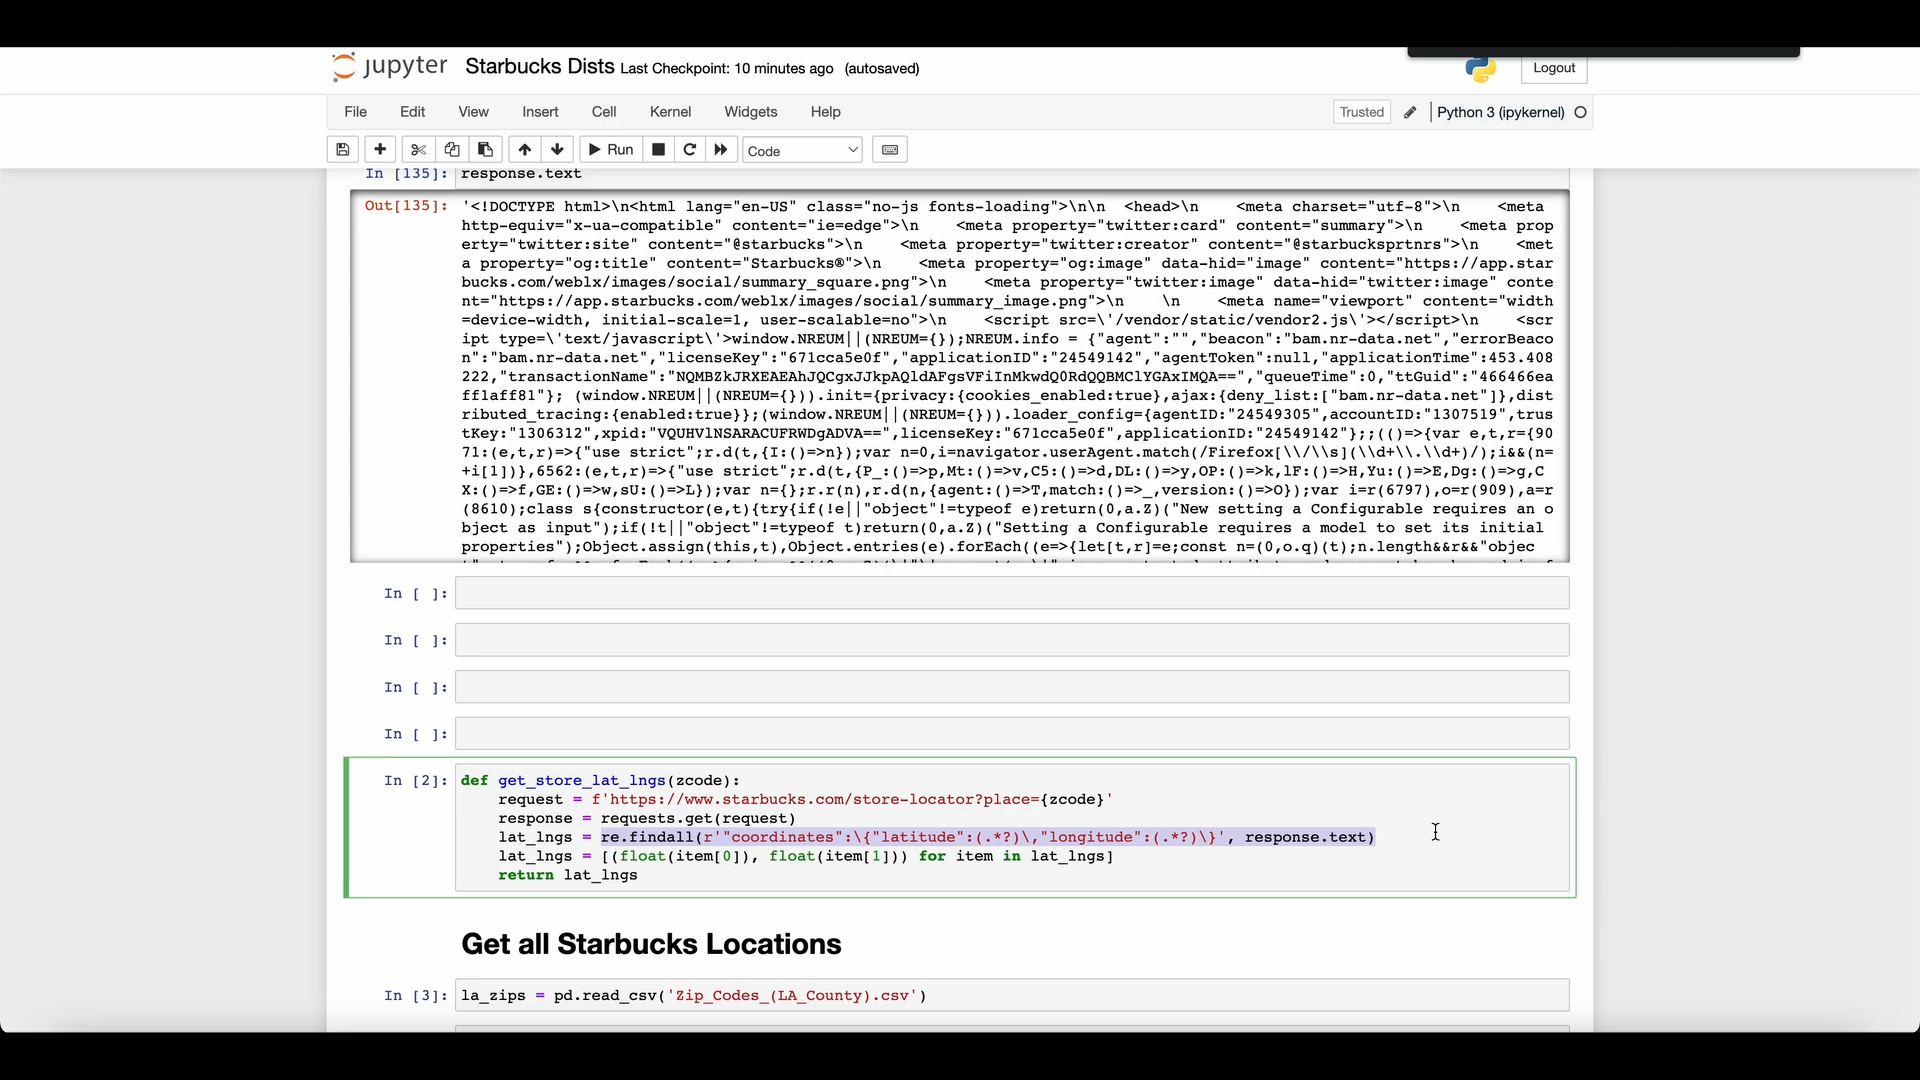 jupyter Starbucks Dists Last Checkpoint: 10 minutes ago (autosaved) Logout
File Edit View Insert Cell Kernel Widgets Help Trusted Python 3 (ipykernel)
Run Code
In [135]: response.text
Out[135]: '<!DOCTYPE html>\n<html lang="en-US" class="no-js fonts-loading">\n\n  <head>\n    <meta charset="utf-8">\n    <meta
http-equiv="x-ua-compatible" content="ie=edge">\n    <meta property="twitter:card" content="summary">\n    <meta prop
erty="twitter:site" content="@starbucks">\n    <meta property="twitter:creator" content="@starbucksprtnrs">\n    <met
a property="og:title" content="Starbucks®">\n    <meta property="og:image" data-hid="image" content="https://app.star
bucks.com/weblx/images/social/summary_square.png">\n    <meta property="twitter:image" data-hid="twitter:image" conte
nt="https://app.starbucks.com/weblx/images/social/summary_image.png">\n    \n    <meta name="viewport" content="width
=device-width, initial-scale=1, user-scalable=no">\n    <script src=\'/vendor/static/vendor2.js\'></script>\n    <scr
ipt type=\'text/javascript\'>window.NREUM||(NREUM={});NREUM.info = {"agent":"","beacon":"bam.nr-data.net","errorBeaco
n":"bam.nr-data.net","licenseKey":"671cca5e0f","applicationID":"24549142","agentToken":null,"applicationTime":453.408
222,"transactionName":"NQMBZkJRXEAEAhJQCgxJJkpAQldAFgsVFiInMkwdQ0RdQQBMClYGAxIMQA==","queueTime":0,"ttGuid":"466466ea
ff1aff81"}; (window.NREUM||(NREUM={})).init={privacy:{cookies_enabled:true},ajax:{deny_list:["bam.nr-data.net"]},dist
ributed_tracing:{enabled:true}};(window.NREUM||(NREUM={})).loader_config={agentID:"24549305",accountID:"1307519",trus
tKey:"1306312",xpid:"VQUHVlNSARACUFRWDgADVA==",licenseKey:"671cca5e0f",applicationID:"24549142"};;(()=>{var e,t,r={90
71:(e,t,r)=>{"use strict";r.d(t,{I:()=>n});var n=0,i=navigator.userAgent.match(/Firefox[\\/\\s](\\d+\\.\\d+)/);i&&(n=
+i[1])},6562:(e,t,r)=>{"use strict";r.d(t,{P_:()=>p,Mt:()=>v,C5:()=>d,DL:()=>y,OP:()=>k,lF:()=>H,Yu:()=>E,Dg:()=>g,C
X:()=>f,GE:()=>w,sU:()=>L});var n={};r.r(n),r.d(n,{agent:()=>T,match:()=>_,version:()=>O});var i=r(6797),o=r(909),a=r
(8610);class s{constructor(e,t){try{if(!e||"object"!=typeof e)return(0,a.Z)("New setting a Configurable requires an o
bject as input");if(!t||"object"!=typeof t)return(0,a.Z)("Setting a Configurable requires a model to set its initial
properties");Object.assign(this,t),Object.entries(e).forEach((e=>{let[t,r]=e;const n=(0,o.q)(t);n.length&&r&&"objec
In [ ]:
In [ ]:
In [ ]:
In [ ]:
In [2]: def get_store_lat_lngs(zcode):
request = f'https://www.starbucks.com/store-locator?place={zcode}'
response = requests.get(request)
lat_lngs = re.findall(r'"coordinates":\{"latitude":(.*?)\,"longitude":(.*?)\}', response.text)
lat_lngs = [(float(item[0]), float(item[1])) for item in lat_lngs]
return lat_lngs
Get all Starbucks Locations
In [3]: la_zips = pd.read_csv('Zip_Codes_(LA_County).csv')